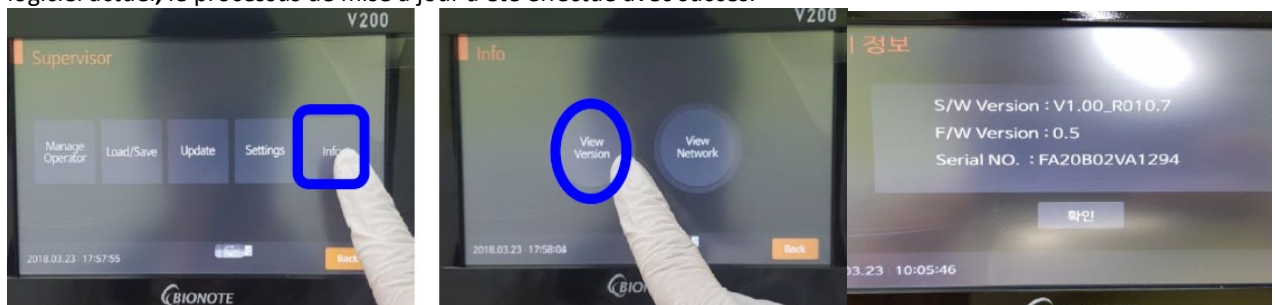 logiciel actuel, le processus de mise à jour a été effectué avec succès.
V200
Supervisor
Manage
Operator
Load/Save
Update
Settings
Info
2018.03.23 17:57:55
Back
BIONOTE
V200
Info
View
Version
View
Network
2018.03.23 17:58:04
Back
BIO
정보
S/W Version : V1.00_R010.7
F/W Version : 0.5
Serial NO. : FA20B02VA1294
확인
03.23 10:05:46